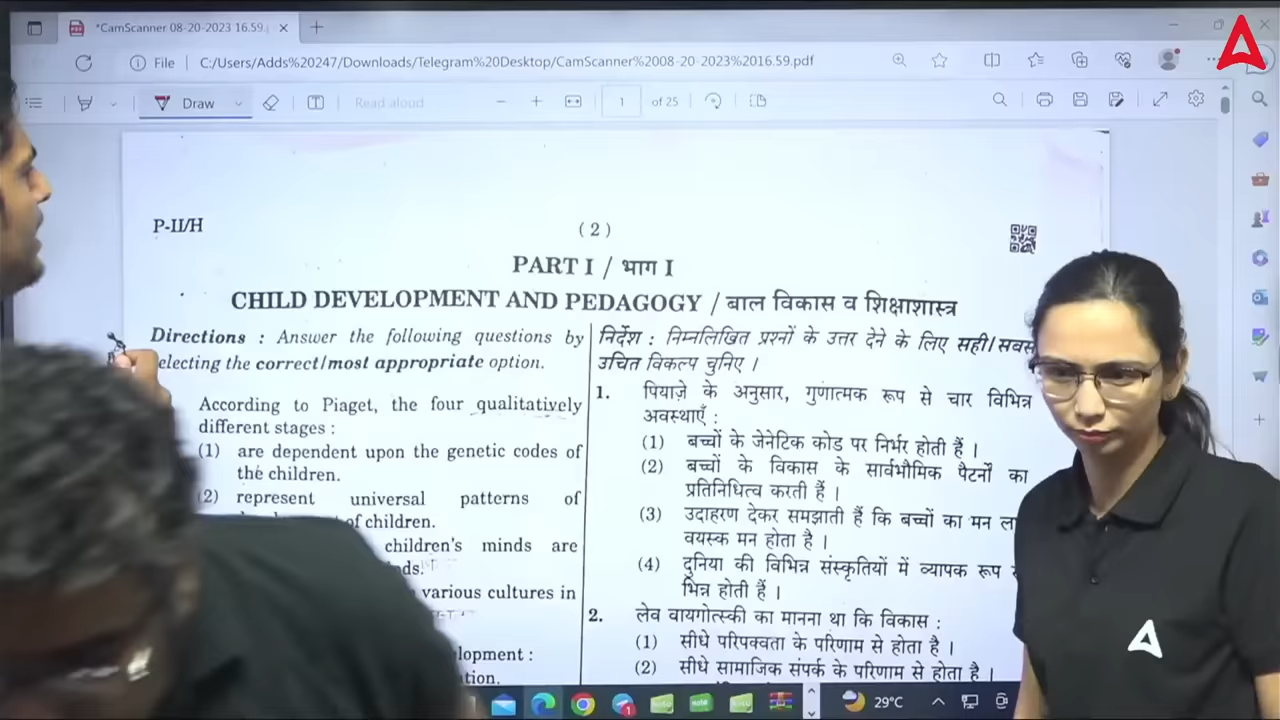 *CamScanner 08-20-2023 16.59.
File C:/Users/Adds%20247/Downloads/Telegram%20Desktop/CamScanner%2008-20-2023%2016.59.pdf
Draw Read aloud 1 of 25
P-II/H
( 2 )
PART I / भाग I
CHILD DEVELOPMENT AND PEDAGOGY / बाल विकास व शिक्षाशास्त्र
Directions : Answer the following questions by
selecting the correct/most appropriate option.
According to Piaget, the four qualitatively
different stages :
(1) are dependent upon the genetic codes of
the children.
(2) represent universal patterns of
of children.
children's minds are
various cultures in
निर्देश : निम्नलिखित प्रश्नों के उत्तर देने के लिए सही/सबसे
उचित विकल्प चुनिए ।
1. पियाज़े के अनुसार, गुणात्मक रूप से चार विभिन्न
अवस्थाएँ :
(1) बच्चों के जेनेटिक कोड पर निर्भर होती हैं ।
(2) बच्चों के विकास के सार्वभौमिक पैटर्नों का
प्रतिनिधित्व करती हैं ।
(3) उदाहरण देकर समझाती हैं कि बच्चों का मन
वयस्क मन होता है ।
(4) दुनिया की विभिन्न संस्कृतियों में व्यापक रूप
भिन्न होती हैं ।
2. लेव वायगोत्स्की का मानना था कि विकास :
(1) सीधे परिपक्वता के परिणाम से होता है ।
(2) सीधे सामाजिक संपर्क के परिणाम से होता है ।
29°C